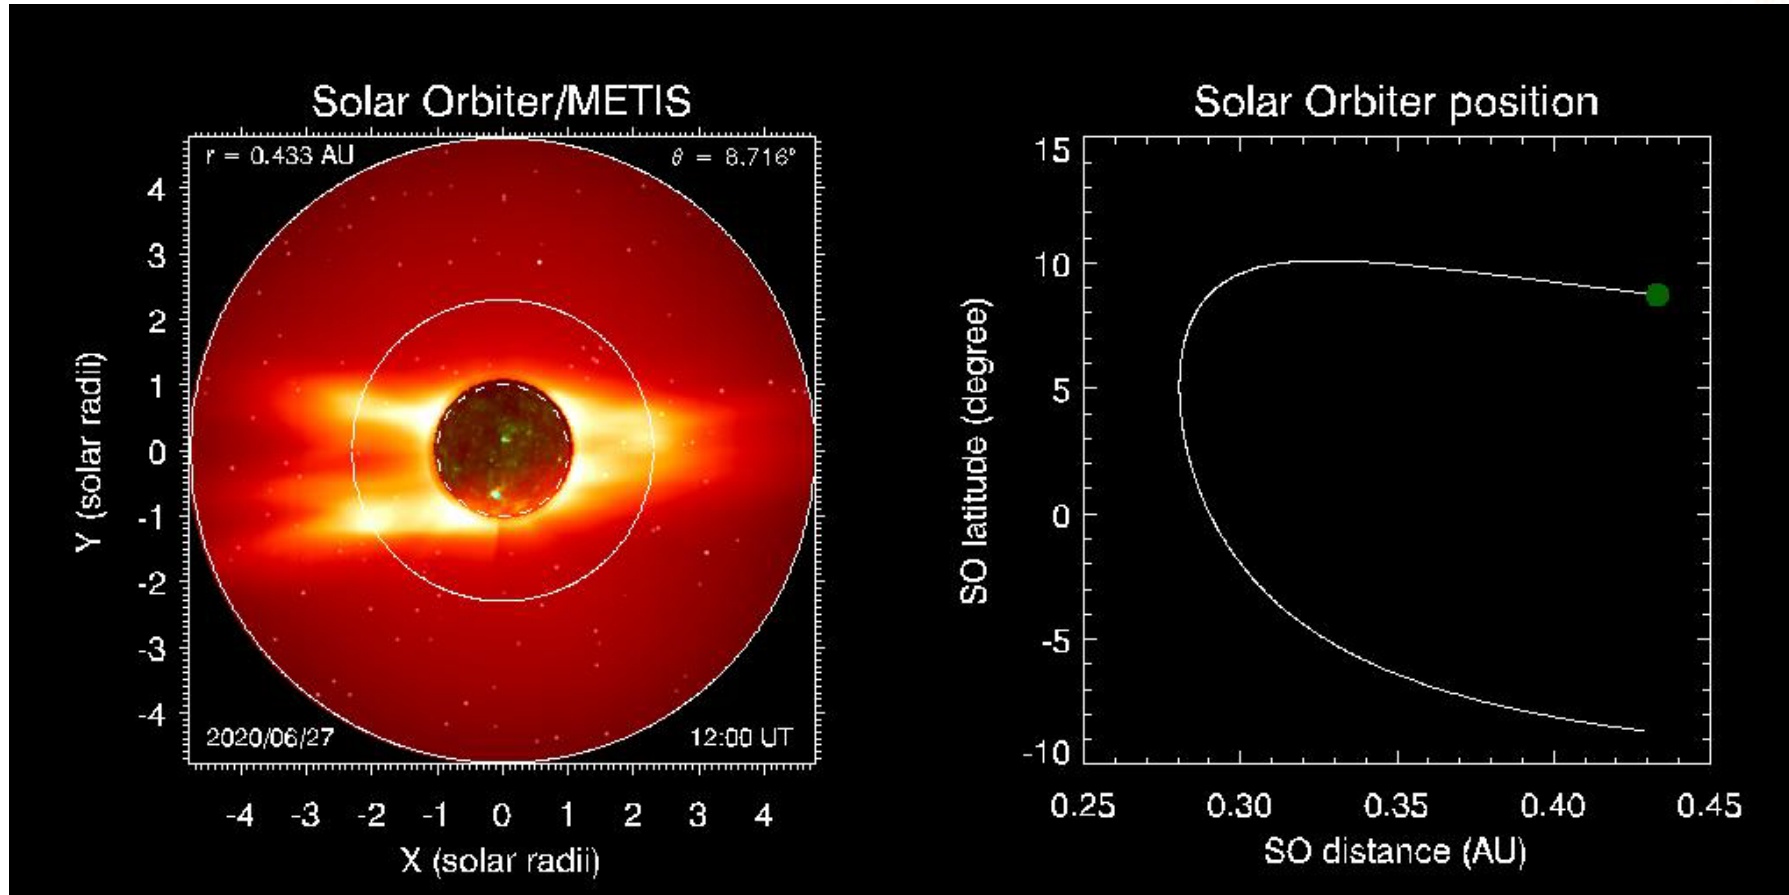 Solar Orbiter/METIS
r = 0.433 AU
θ = 8.716°
4
3
2
1
0
-1
-2
-3
-4
Y (solar radii)
2020/06/27
12:00 UT
-4 -3 -2 -1 0 1 2 3 4
X (solar radii)
Solar Orbiter position
15
10
5
0
-5
-10
SO latitude (degree)
0.25 0.30 0.35 0.40 0.45
SO distance (AU)